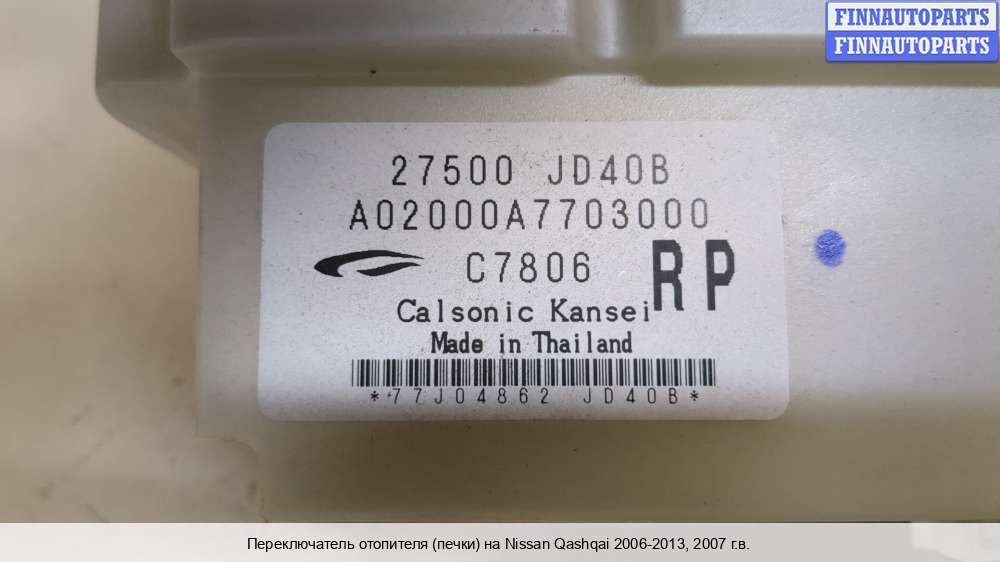 FINNAUTOPARTS
FINNAUTOPARTS
27500 JD40B
A02000A7703000
C7806 RP
Calsonic Kansei
Made in Thailand
*77J04862 JD40B*
Переключатель отопителя (печки) на Nissan Qashqai 2006-2013, 2007 г.в.